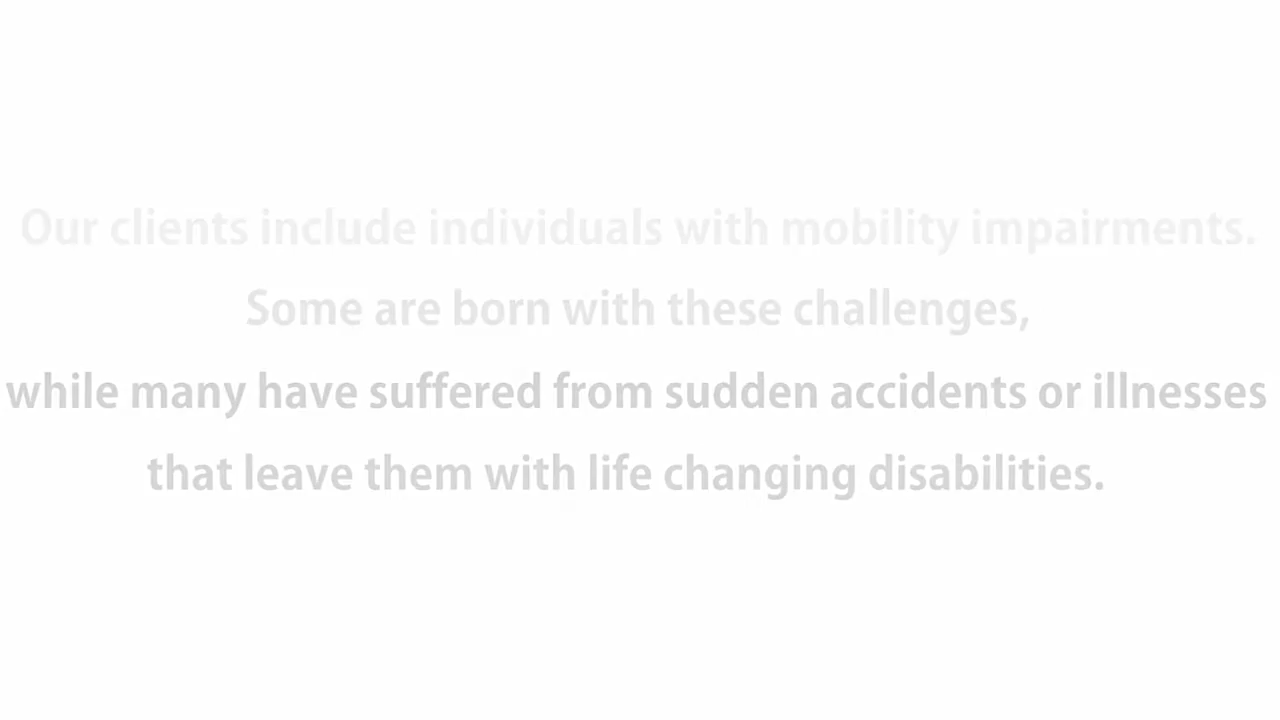 Our clients include individuals with mobility impairments.
Some are born with these challenges,
while many have suffered from sudden accidents or illnesses
that leave them with life changing disabilities.